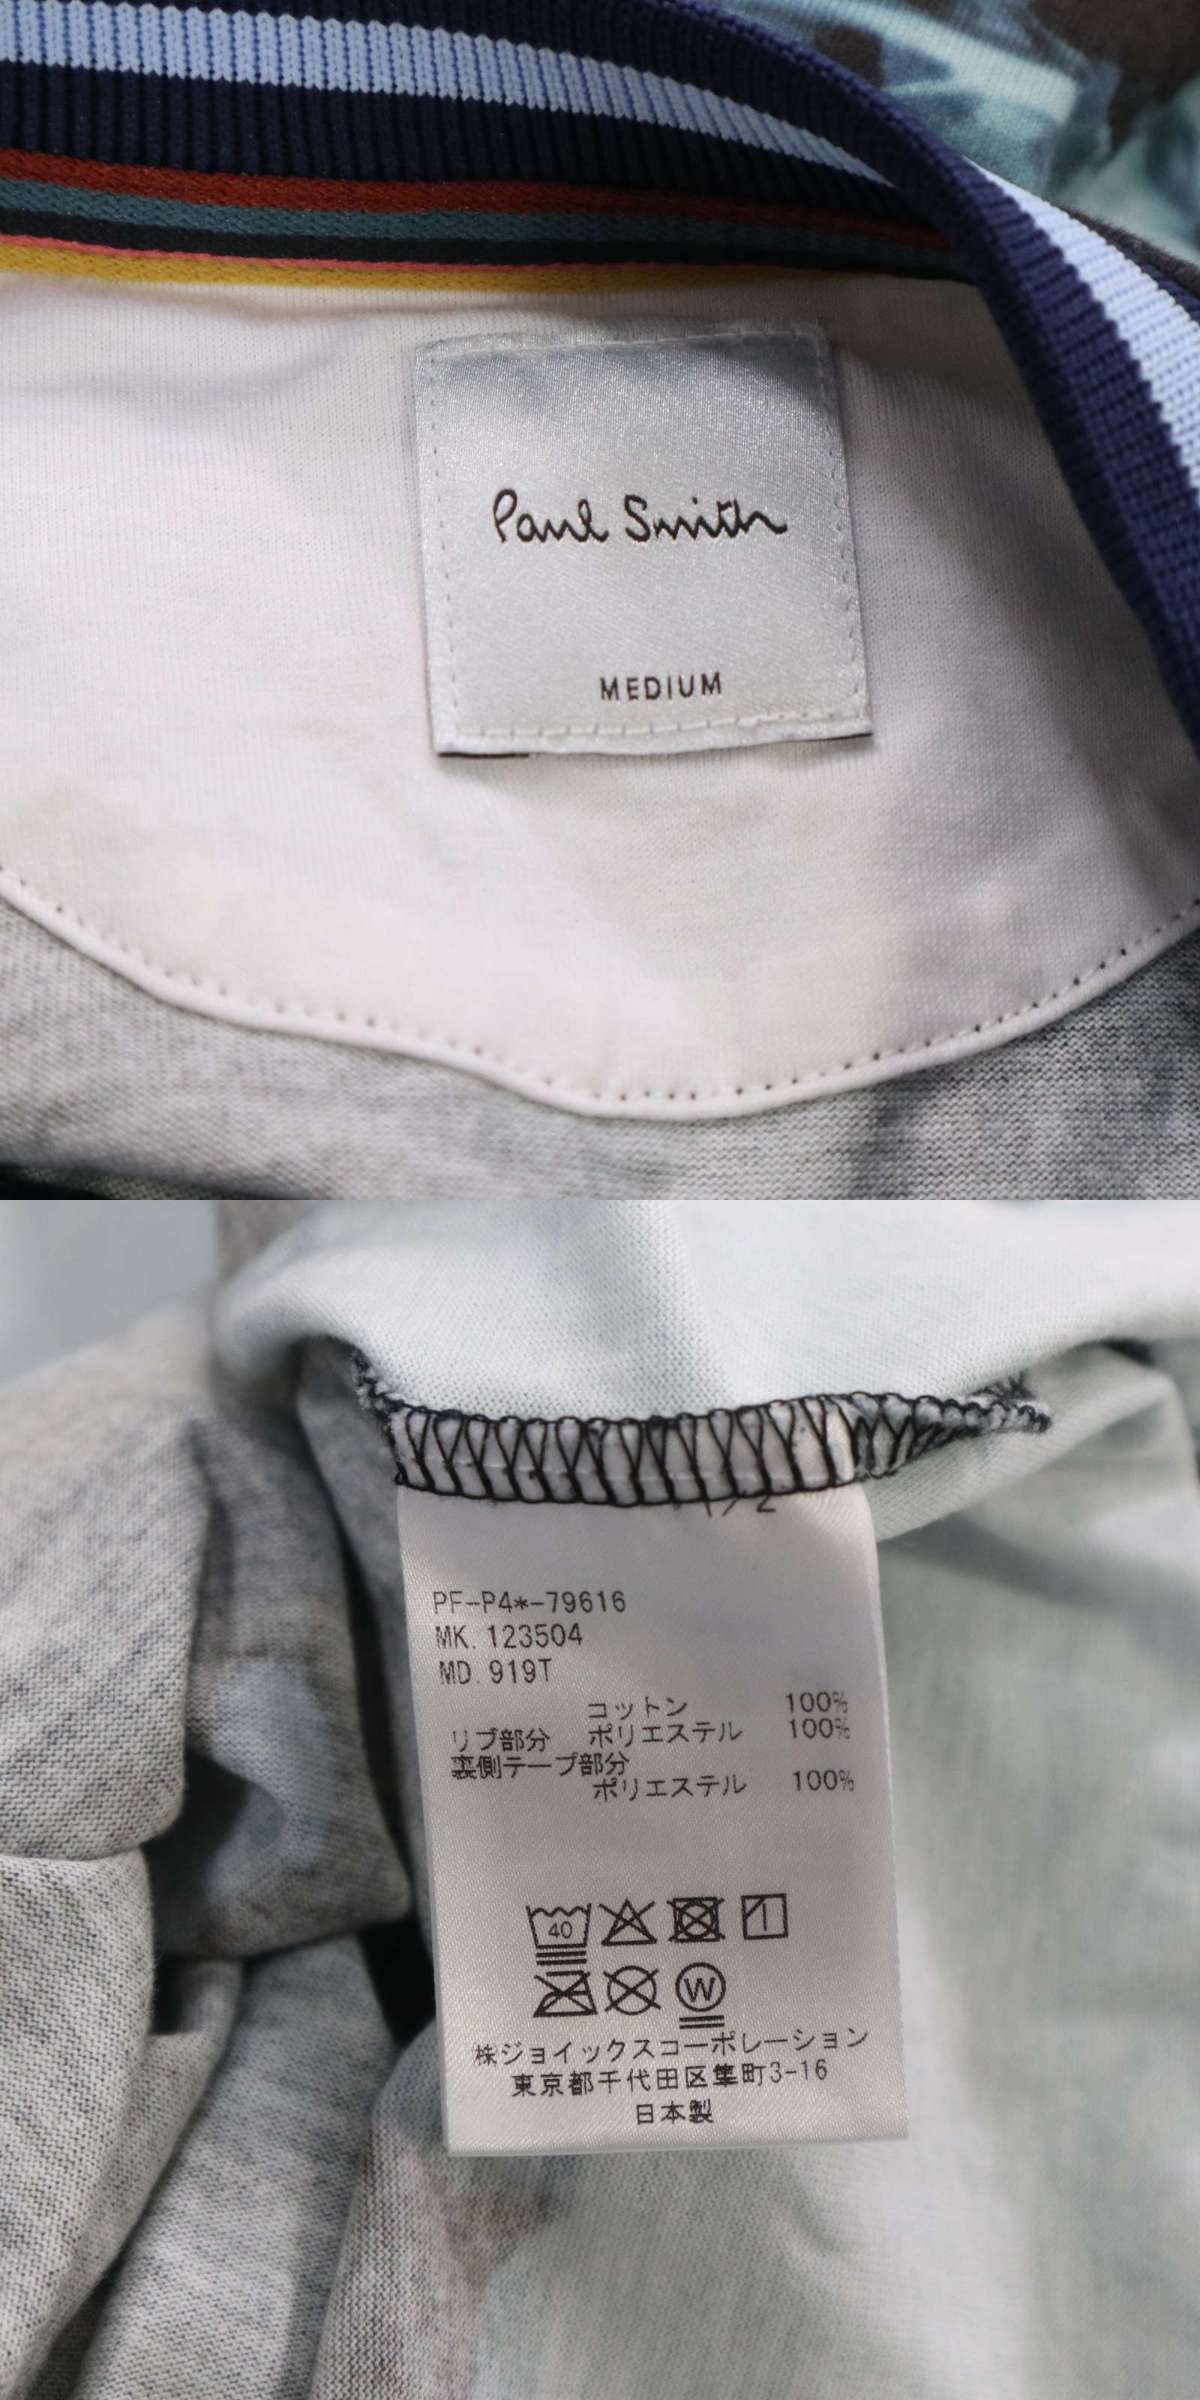 Paul Smith
MEDIUM
1/2
PF-P4*-79616
MK. 123504
MD. 919T
コットン 100%
リブ部分 ポリエステル 100%
裏側テープ部分
ポリエステル 100%
40
W
株ジョイックスコーポレーション
東京都千代田区隼町3-16
日本製